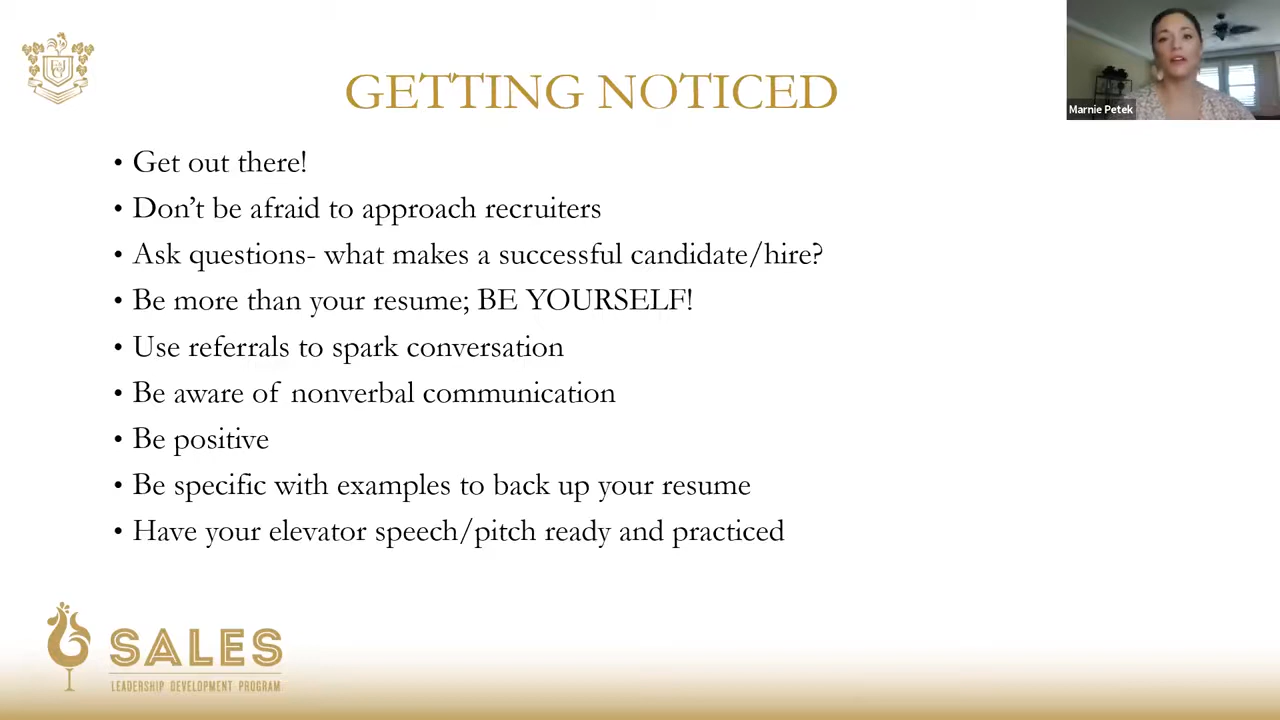 GETTING NOTICED
Marnie Petek
• Get out there!
• Don’t be afraid to approach recruiters
• Ask questions- what makes a successful candidate/hire?
• Be more than your resume; BE YOURSELF!
• Use referrals to spark conversation
• Be aware of nonverbal communication
• Be positive
• Be specific with examples to back up your resume
• Have your elevator speech/pitch ready and practiced
SALES
LEADERSHIP DEVELOPMENT PROGRAM